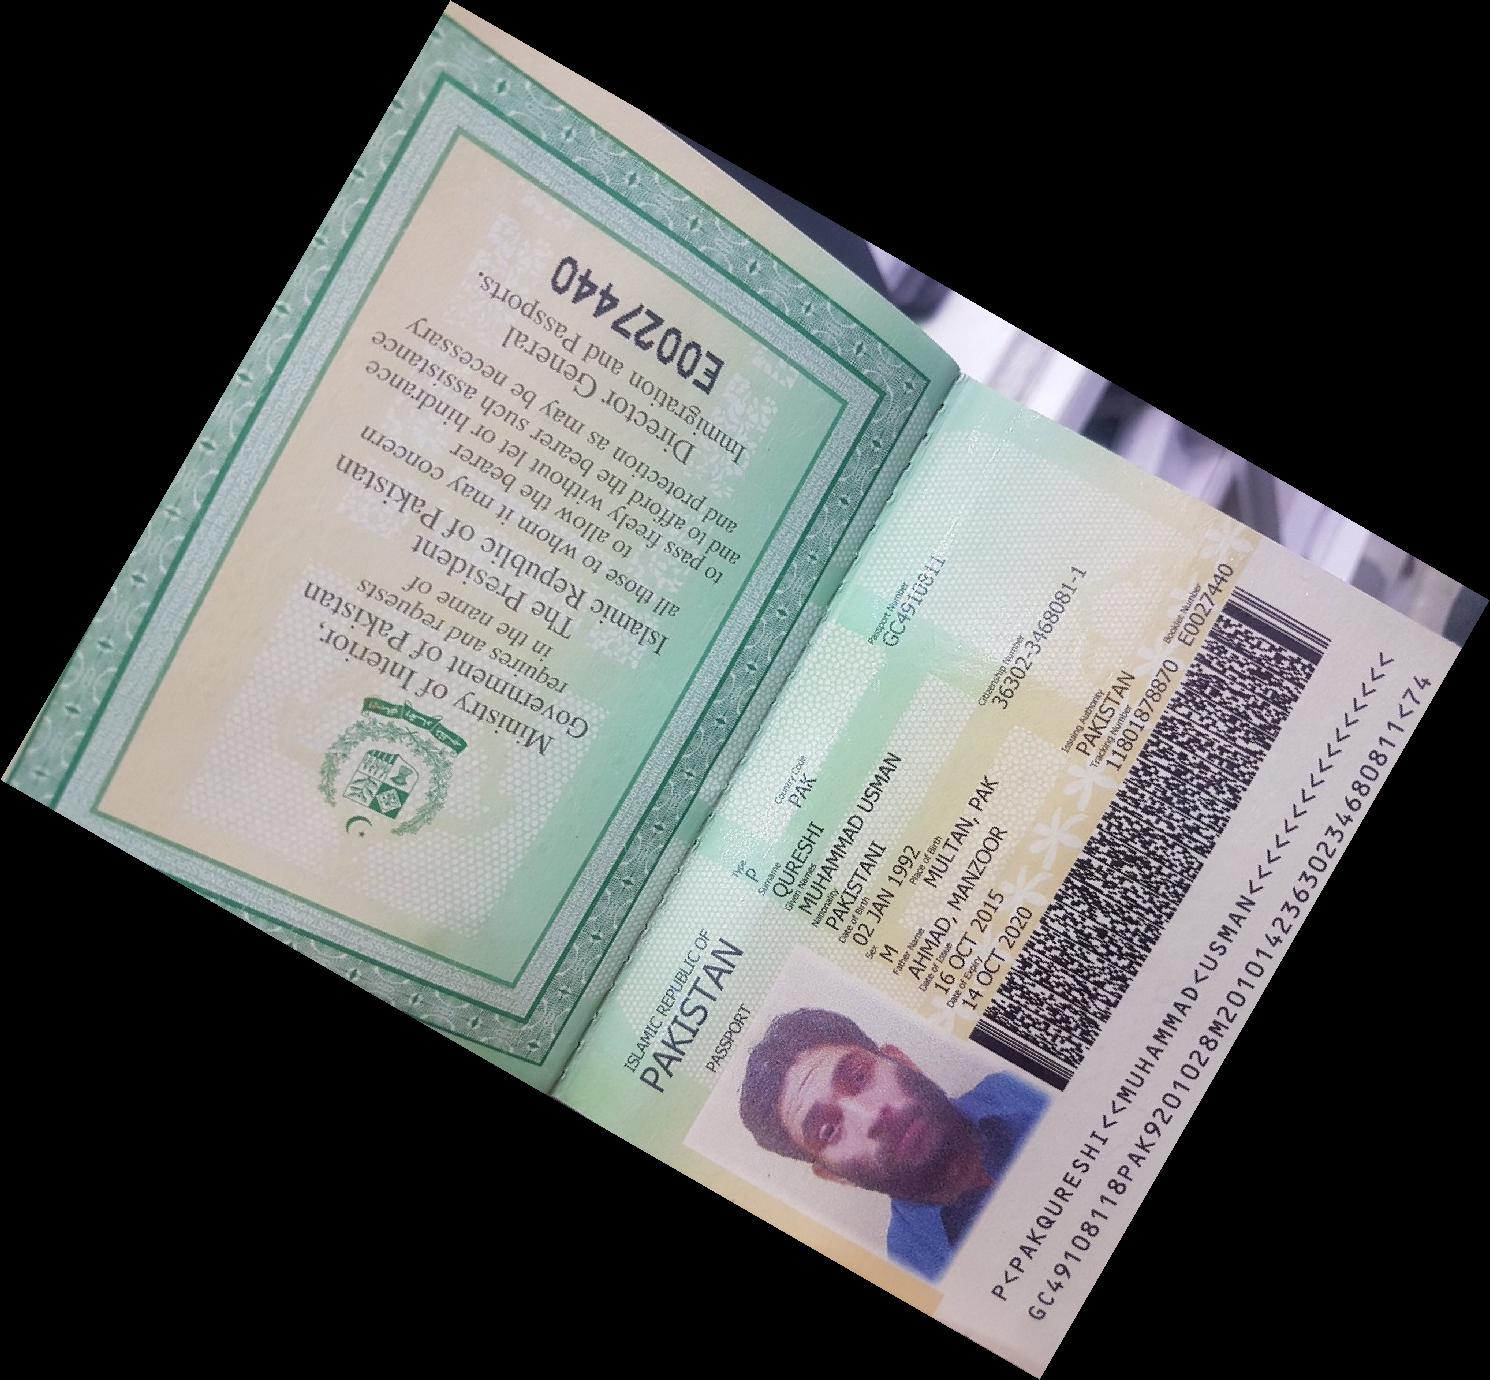 Ministry of Interior,
Government of Pakistan
requires and requests
in the name of
The President
Islamic Republic of Pakistan
all those to whom it may concern
to allow the bearer
to pass freely without let or hindrance
and to afford the bearer such assistance
and protection as may be necessary
Director General
Immigration and Passports.
E0027440
ISLAMIC REPUBLIC OF
PAKISTAN
PASSPORT
Type Country Code Passport Number
P PAK GC4910811
Surname
QURESHI
Given Names
MUHAMMAD USMAN
Nationality Citizenship Number
PAKISTANI 36302-3468081-1
Date of Birth
02 JAN 1992
Sex Place of Birth
M MULTAN, PAK
Father Name
AHMAD, MANZOOR
Date of Issue Issuing Authority
16 OCT 2015 PAKISTAN
Date of Expiry Tracking Number Booklet Number
14 OCT 2020 11801878870 E0027440
P<PAKQURESHI<<MUHAMMAD<USMAN<<<<<<<<<<<<<<<<
GC49108118PAK9201028M20101423630234680811<74